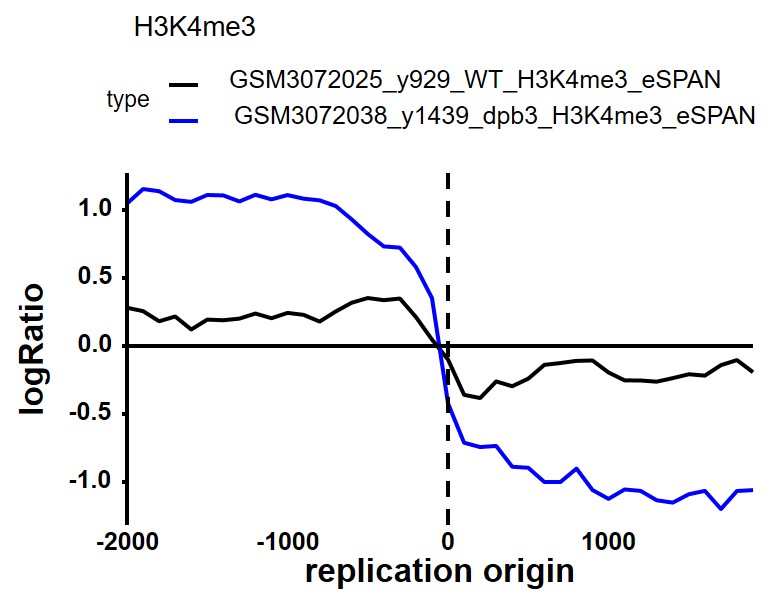 H3K4me3
type
GSM3072025_y929_WT_H3K4me3_eSPAN
GSM3072038_y1439_dpb3_H3K4me3_eSPAN
1.0
0.5
0.0
-0.5
-1.0
logRatio
-2000 -1000 0 1000
replication origin